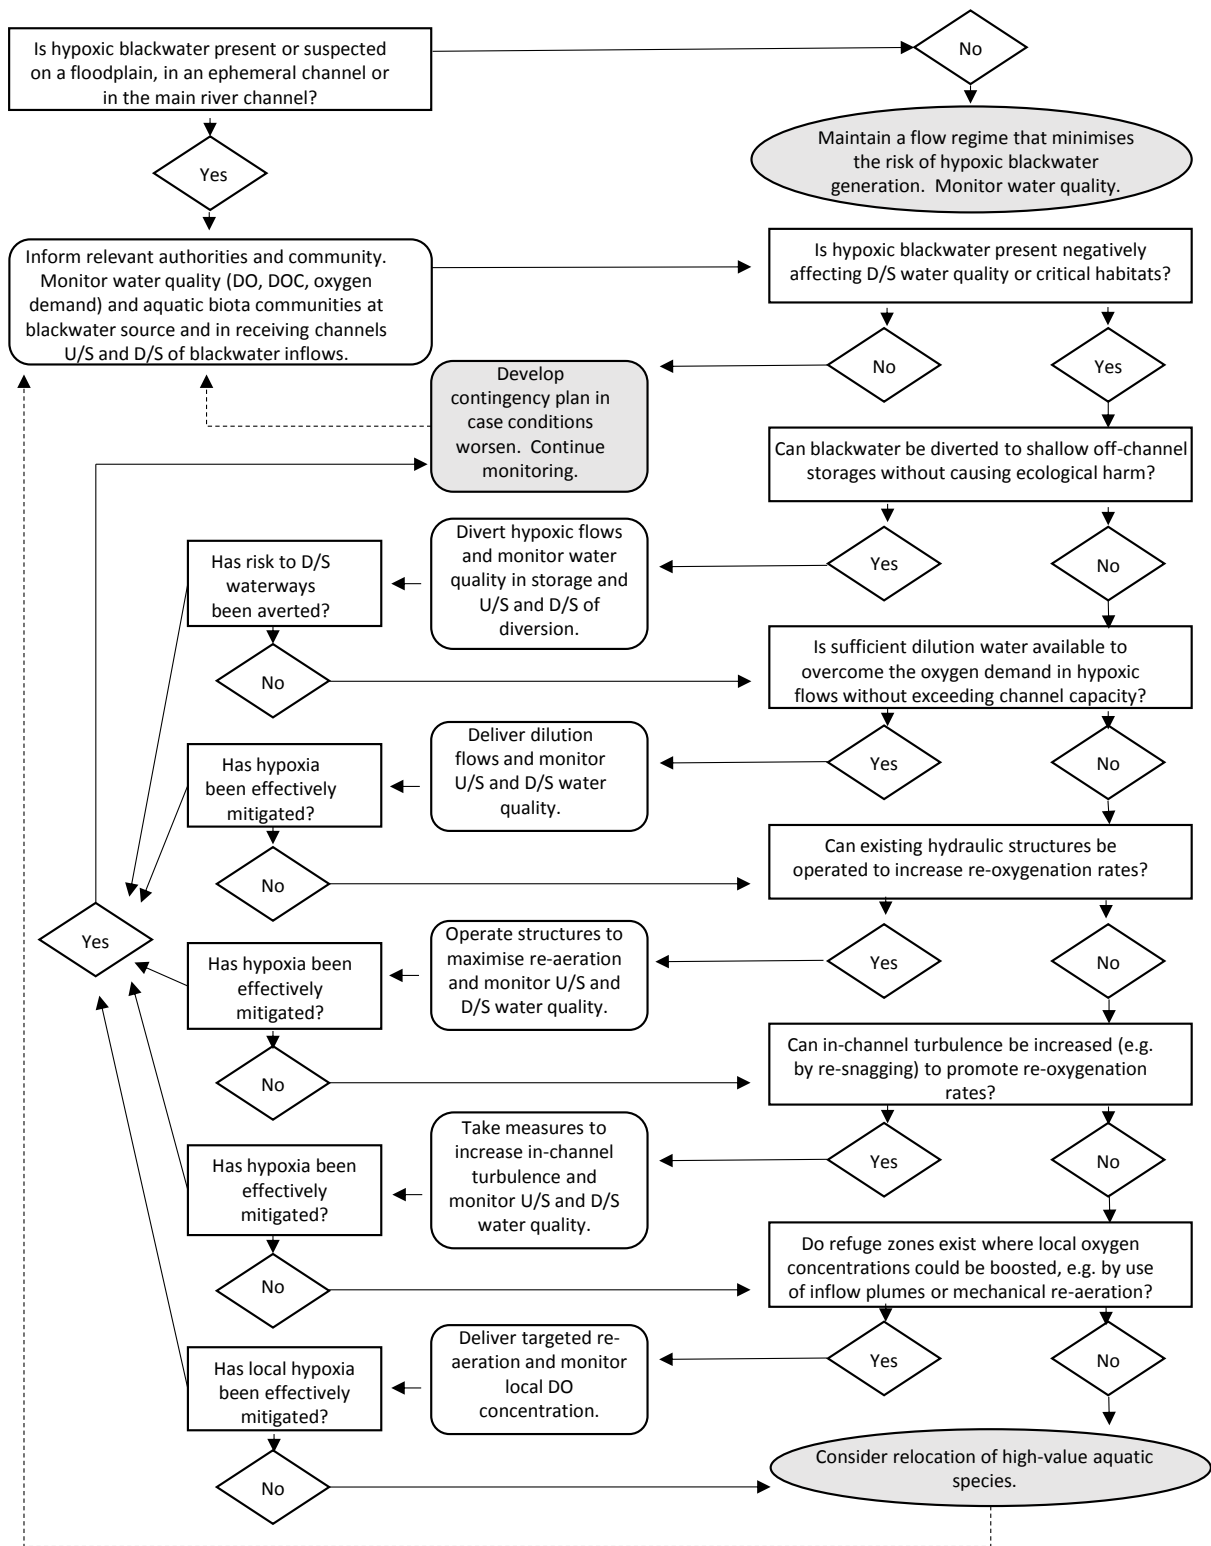 Is hypoxic blackwater present or suspected
on a floodplain, in an ephemeral channel or
in the main river channel?
No
Yes
Maintain a flow regime that minimises
the risk of hypoxic blackwater
generation.  Monitor water quality.
Inform relevant authorities and community.
Monitor water quality (DO, DOC, oxygen
demand) and aquatic biota communities at
blackwater source and in receiving channels
U/S and D/S of blackwater inflows.
Is hypoxic blackwater present negatively
affecting D/S water quality or critical habitats?
No
Yes
Develop
contingency plan in
case conditions
worsen.  Continue
monitoring.
Can blackwater be diverted to shallow off-channel
storages without causing ecological harm?
Yes
No
Divert hypoxic flows
and monitor water
quality in storage and
U/S and D/S of
diversion.
Has risk to D/S
waterways
been averted?
No
Is sufficient dilution water available to
overcome the oxygen demand in hypoxic
flows without exceeding channel capacity?
Yes
No
Deliver dilution
flows and monitor
U/S and D/S water
quality.
Has hypoxia
been effectively
mitigated?
No
Can existing hydraulic structures be
operated to increase re-oxygenation rates?
Yes
Yes
No
Operate structures to
maximise re-aeration
and monitor U/S and
D/S water quality.
Has hypoxia been
effectively
mitigated?
No
Can in-channel turbulence be increased (e.g.
by re-snagging) to promote re-oxygenation
rates?
Yes
No
Take measures to
increase in-channel
turbulence and
monitor U/S and D/S
water quality.
Has hypoxia been
effectively
mitigated?
No
Do refuge zones exist where local oxygen
concentrations could be boosted, e.g. by use
of inflow plumes or mechanical re-aeration?
Yes
No
Deliver targeted re-
aeration and monitor
local DO
concentration.
Has local hypoxia
been effectively
mitigated?
No
Consider relocation of high-value aquatic
species.